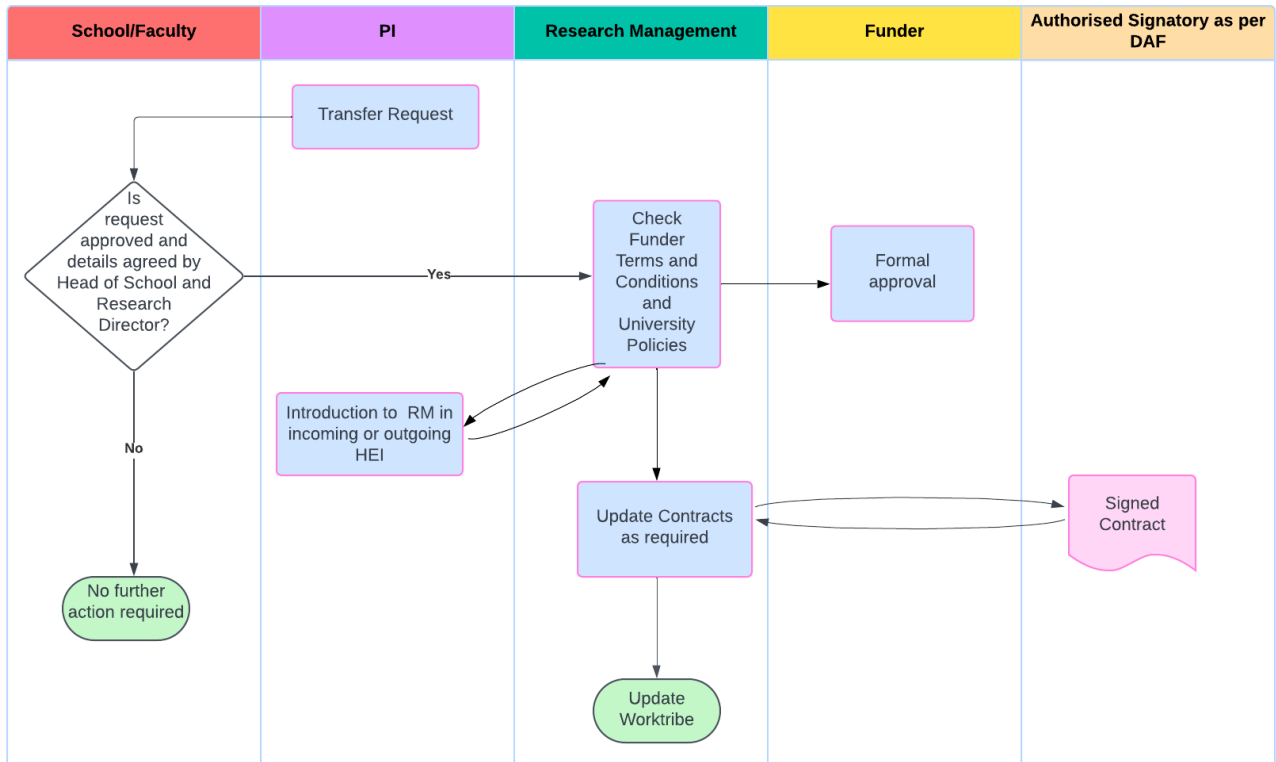 School/Faculty
PI
Research Management
Funder
Authorised Signatory as per
DAF
Transfer Request
Is
request
approved and
details agreed by
Head of School and
Research
Director?
Yes
Check
Funder
Terms and
Conditions
and
University
Policies
Formal
approval
Introduction to  RM in
incoming or outgoing
HEI
No
Update Contracts
as required
Signed
Contract
No further
action required
Update
Worktribe